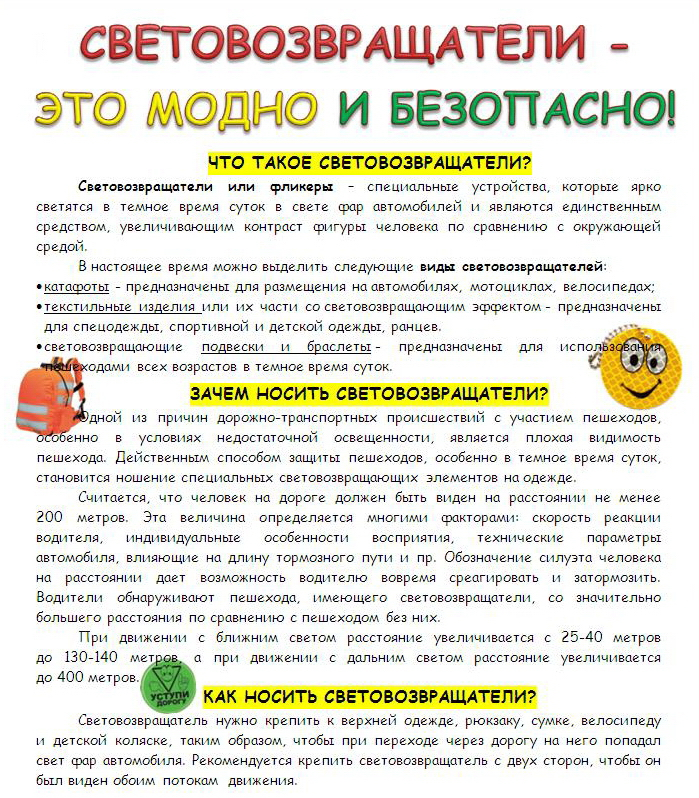 СВЕТОВОЗВРАЩАТЕЛИ –
ЭТО МОДНО И БЕЗОПАСНО!
ЧТО ТАКОЕ СВЕТОВОЗВРАЩАТЕЛИ?
Световозвращатели или фликеры – специальные устройства, которые ярко
светятся в темное время суток в свете фар автомобилей и являются единственным
средством, увеличивающим контраст фигуры человека по сравнению с окружающей
средой.
В настоящее время можно выделить следующие виды световозвращателей:
•катафоты - предназначены для размещения на автомобилях, мотоциклах, велосипедах;
•текстильные изделия или их части со световозвращающим эффектом - предназначены
для спецодежды, спортивной и детской одежды, ранцев.
•световозвращающие подвески и браслеты - предназначены для использования
пешеходами всех возрастов в темное время суток.
ЗАЧЕМ НОСИТЬ СВЕТОВОЗВРАЩАТЕЛИ?
Одной из причин дорожно-транспортных происшествий с участием пешеходов,
особенно в условиях недостаточной освещенности, является плохая видимость
пешехода. Действенным способом защиты пешеходов, особенно в темное время суток,
становится ношение специальных световозвращающих элементов на одежде.
Считается, что человек на дороге должен быть виден на расстоянии не менее
200 метров. Эта величина определяется многими факторами: скорость реакции
водителя, индивидуальные особенности восприятия, технические параметры
автомобиля, влияющие на длину тормозного пути и пр. Обозначение силуэта человека
на расстоянии дает возможность водителю вовремя среагировать и затормозить.
Водители обнаруживают пешехода, имеющего световозвращатели, со значительно
большего расстояния по сравнению с пешеходом без них.
При движении с ближним светом расстояние увеличивается с 25-40 метров
до 130-140 метров, а при движении с дальним светом расстояние увеличивается
до 400 метров.
УСТУПИ
ДОРОГУ
КАК НОСИТЬ СВЕТОВОЗВРАЩАТЕЛИ?
Световозвращатель нужно крепить к верхней одежде, рюкзаку, сумке, велосипеду
и детской коляске, таким образом, чтобы при переходе через дорогу на него попадал
свет фар автомобиля. Рекомендуется крепить световозвращатель с двух сторон, чтобы он
был виден обоим потокам движения.